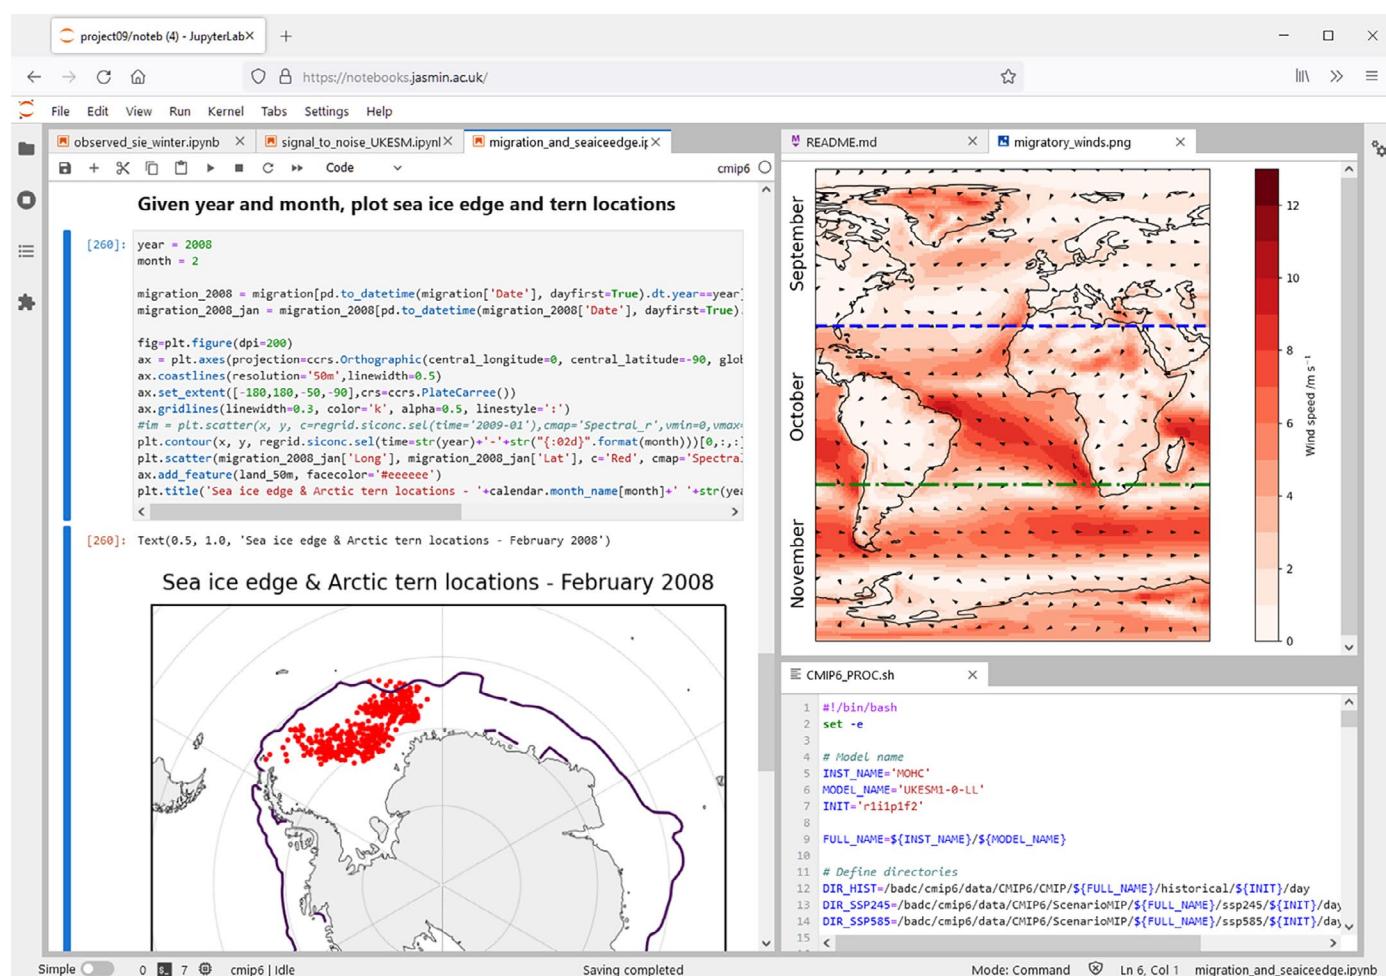 project09/noteb (4) - JupyterLab
https://notebooks.jasmin.ac.uk/
File Edit View Run Kernel Tabs Settings Help
observed_sie_winter.ipynb
signal_to_noise_UKESM.ipynl
migration_and_seaiceedge.ip
Code
cmip6
Given year and month, plot sea ice edge and tern locations
[260]: year = 2008
month = 2
migration_2008 = migration[pd.to_datetime(migration['Date'], dayfirst=True).dt.year==year]
migration_2008_jan = migration_2008[pd.to_datetime(migration_2008['Date'], dayfirst=True).
fig=plt.figure(dpi=200)
ax = plt.axes(projection=ccrs.Orthographic(central_longitude=0, central_latitude=-90, glob
ax.coastlines(resolution='50m',linewidth=0.5)
ax.set_extent([-180,180,-50,-90],crs=ccrs.PlateCarree())
ax.gridlines(linewidth=0.3, color='k', alpha=0.5, linestyle=':')
#im = plt.scatter(x, y, c=regrid.siconc.sel(time='2009-01'),cmap='Spectral_r',vmin=0,vmax=
plt.contour(x, y, regrid.siconc.sel(time=str(year)+'-'+str("{:02d}".format(month)))[0,:,:]
plt.scatter(migration_2008_jan['Long'], migration_2008_jan['Lat'], c='Red', cmap='Spectra
ax.add_feature(land_50m, facecolor='#eeeeee')
plt.title('Sea ice edge & Arctic tern locations - '+calendar.month_name[month]+' '+str(yea
[260]: Text(0.5, 1.0, 'Sea ice edge & Arctic tern locations - February 2008')
Sea ice edge & Arctic tern locations - February 2008
README.md
migratory_winds.png
September
October
November
12
10
8
6
4
2
0
Wind speed /m s⁻¹
CMIP6_PROC.sh
1 #!/bin/bash
2 set -e
3
4 # Model name
5 INST_NAME='MOHC'
6 MODEL_NAME='UKESM1-0-LL'
7 INIT='r1i1p1f2'
8
9 FULL_NAME=${INST_NAME}/${MODEL_NAME}
10
11 # Define directories
12 DIR_HIST=/badc/cmip6/data/CMIP6/CMIP/${FULL_NAME}/historical/${INIT}/day
13 DIR_SSP245=/badc/cmip6/data/CMIP6/ScenarioMIP/${FULL_NAME}/ssp245/${INIT}/day
14 DIR_SSP585=/badc/cmip6/data/CMIP6/ScenarioMIP/${FULL_NAME}/ssp585/${INIT}/day
15
Simple 0 7 cmip6 | Idle Saving completed Mode: Command Ln 6, Col 1 migration_and_seaiceedge.ipynb